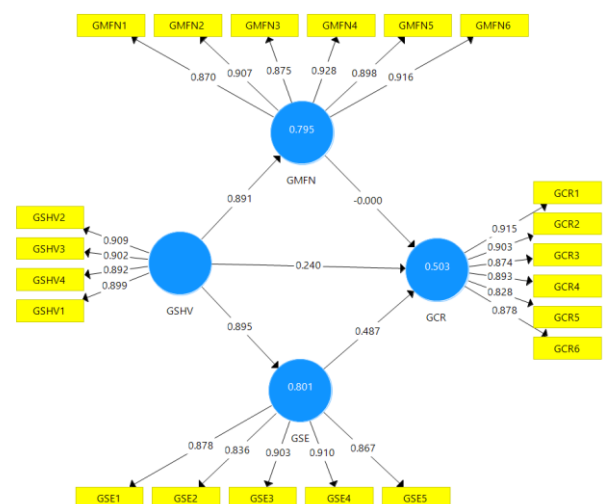 GMFN1 GMFN2 GMFN3 GMFN4 GMFN5 GMFN6
0.870 0.907 0.875 0.928 0.898 0.916
0.795
GMFN
0.891
-0.000
GSHV2
GSHV3
GSHV4
GSHV1
0.909
0.902
0.892
0.899
GSHV
0.240
0.503
GCR
0.915
0.903
0.874
0.893
0.828
0.878
GCR1
GCR2
GCR3
GCR4
GCR5
GCR6
0.895
0.487
0.801
GSE
0.878 0.836 0.903 0.910 0.867
GSE1 GSE2 GSE3 GSE4 GSE5